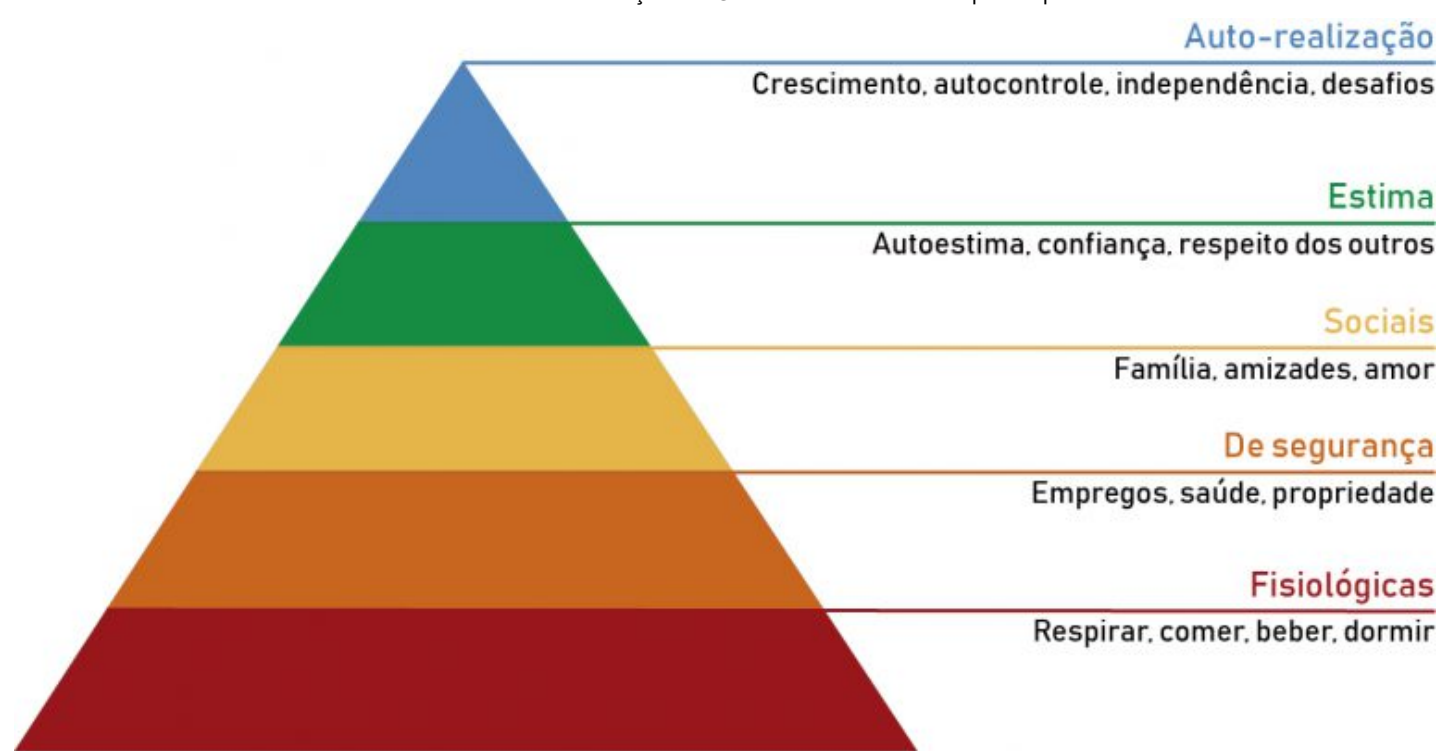 Auto-realização
Crescimento, autocontrole, independência, desafios
Estima
Autoestima, confiança, respeito dos outros
Sociais
Família, amizades, amor
De segurança
Empregos, saúde, propriedade
Fisiológicas
Respirar, comer, beber, dormir